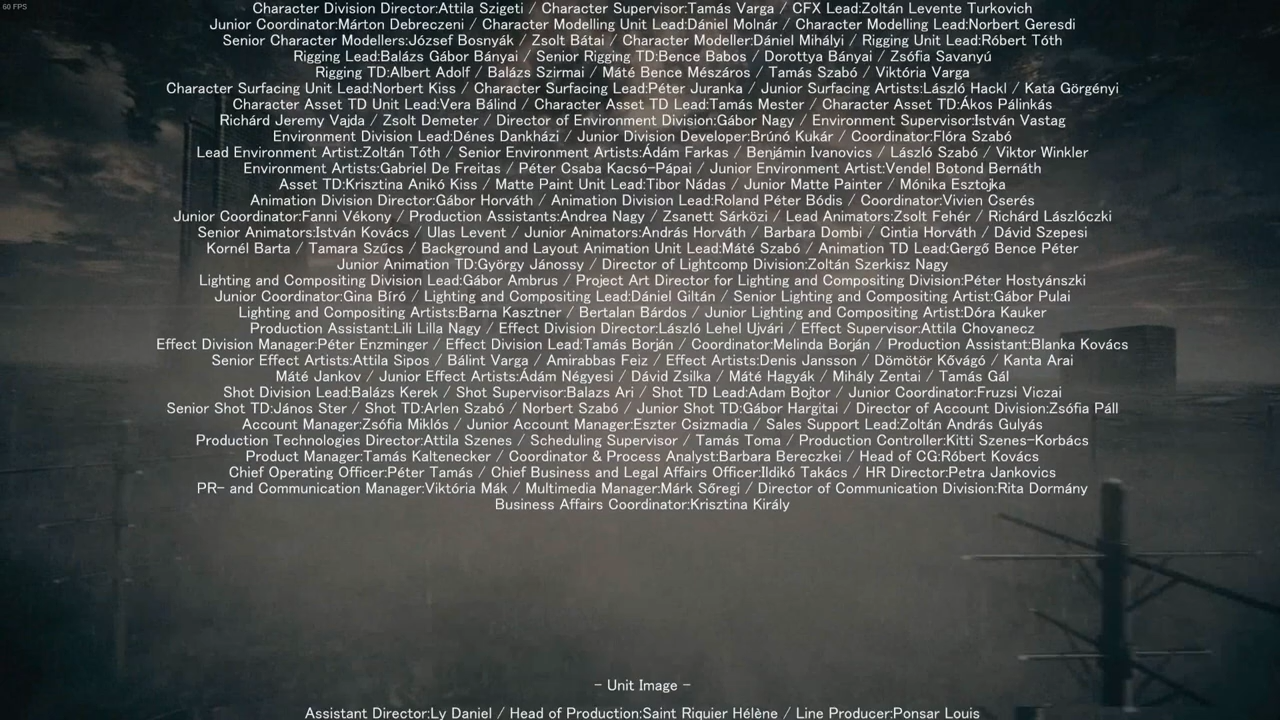 60 FPS
Character Division Director:Attila Szigeti / Character Supervisor:Tamás Varga / CFX Lead:Zoltán Levente Turkovich
Junior Coordinator:Márton Debreczeni / Character Modelling Unit Lead:Dániel Molnár / Character Modelling Lead:Norbert Geresdi
Senior Character Modellers:József Bosnyák / Zsolt Bátai / Character Modeller:Dániel Mihályi / Rigging Unit Lead:Róbert Tóth
Rigging Lead:Balázs Gábor Bányai / Senior Rigging TD:Bence Babos / Dorottya Bányai / Zsófia Savanyú
Rigging TD:Albert Adolf / Balázs Szirmai / Máté Bence Mészáros / Tamás Szabó / Viktória Varga
Character Surfacing Unit Lead:Norbert Kiss / Character Surfacing Lead:Péter Juranka / Junior Surfacing Artists:László Hackl / Kata Görgényi
Character Asset TD Unit Lead:Vera Bálind / Character Asset TD Lead:Tamás Mester / Character Asset TD:Ákos Pálinkás
Richárd Jeremy Vajda / Zsolt Demeter / Director of Environment Division:Gábor Nagy / Environment Supervisor:István Vastag
Environment Division Lead:Dénes Dankházi / Junior Division Developer:Brúnó Kukár / Coordinator:Flóra Szabó
Lead Environment Artist:Zoltán Tóth / Senior Environment Artists:Ádám Farkas / Benjámin Ivanovics / László Szabó / Viktor Winkler
Environment Artists:Gabriel De Freitas / Péter Csaba Kacsó-Pápai / Junior Environment Artist:Vendel Botond Bernáth
Asset TD:Krisztina Anikó Kiss / Matte Paint Unit Lead:Tibor Nádas / Junior Matte Painter / Mónika Esztojka
Animation Division Director:Gábor Horváth / Animation Division Lead:Roland Péter Bódis / Coordinator:Vivien Cserés
Junior Coordinator:Fanni Vékony / Production Assistants:Andrea Nagy / Zsanett Sárközi / Lead Animators:Zsolt Fehér / Richárd Lászlóczki
Senior Animators:István Kovács / Ulas Levent / Junior Animators:András Horváth / Barbara Dombi / Cintia Horváth / Dávid Szepesi
Kornél Barta / Tamara Szűcs / Background and Layout Animation Unit Lead:Máté Szabó / Animation TD Lead:Gergő Bence Péter
Junior Animation TD:György Jánossy / Director of Lightcomp Division:Zoltán Szerkisz Nagy
Lighting and Compositing Division Lead:Gábor Ambrus / Project Art Director for Lighting and Compositing Division:Péter Hostyánszki
Junior Coordinator:Gina Bíró / Lighting and Compositing Lead:Dániel Giltán / Senior Lighting and Compositing Artist:Gábor Pulai
Lighting and Compositing Artists:Barna Kasztner / Bertalan Bárdos / Junior Lighting and Compositing Artist:Dóra Kauker
Production Assistant:Lili Lilla Nagy / Effect Division Director:László Lehel Ujvári / Effect Supervisor:Attila Chovanecz
Effect Division Manager:Péter Enzminger / Effect Division Lead:Tamás Borján / Coordinator:Melinda Borján / Production Assistant:Blanka Kovács
Senior Effect Artists:Attila Sipos / Bálint Varga / Amirabbas Feiz / Effect Artists:Denis Jansson / Dömötör Kővágó / Kanta Arai
Máté Jankov / Junior Effect Artists:Ádám Négyesi / Dávid Zsilka / Máté Hagyák / Mihály Zentai / Tamás Gál
Shot Division Lead:Balázs Kerek / Shot Supervisor:Balazs Ari / Shot TD Lead:Adam Bojtor / Junior Coordinator:Fruzsi Viczai
Senior Shot TD:János Ster / Shot TD:Arlen Szabó / Norbert Szabó / Junior Shot TD:Gábor Hargitai / Director of Account Division:Zsófia Páll
Account Manager:Zsófia Miklós / Junior Account Manager:Eszter Csizmadia / Sales Support Lead:Zoltán András Gulyás
Production Technologies Director:Attila Szenes / Scheduling Supervisor / Tamás Toma / Production Controller:Kitti Szenes-Korbács
Product Manager:Tamás Kaltenecker / Coordinator & Process Analyst:Barbara Bereczkei / Head of CG:Róbert Kovács
Chief Operating Officer:Péter Tamás / Chief Business and Legal Affairs Officer:Ildikó Takács / HR Director:Petra Jankovics
PR- and Communication Manager:Viktória Mák / Multimedia Manager:Márk Sőregi / Director of Communication Division:Rita Dormány
Business Affairs Coordinator:Krisztina Király
- Unit Image -
Assistant Director:Ly Daniel / Head of Production:Saint Riquier Hélène / Line Producer:Ponsar Louis